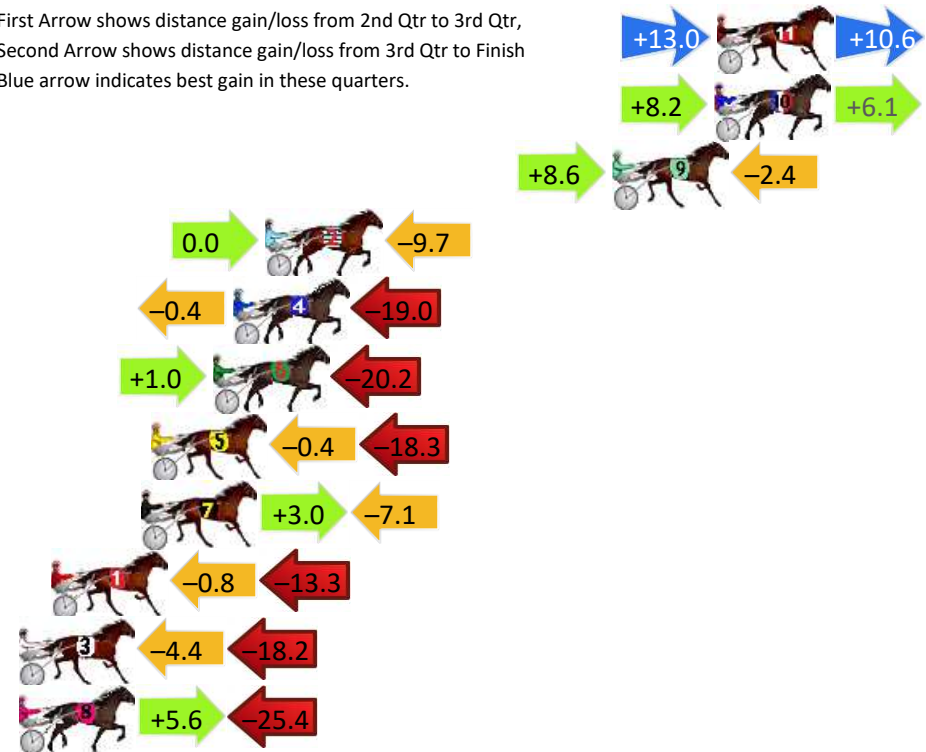 First Arrow shows distance gain/loss from 2nd Qtr to 3rd Qtr,
Second Arrow shows distance gain/loss from 3rd Qtr to Finish
Blue arrow indicates best gain in these quarters.
+13.0 11 +10.6
+8.2 10 +6.1
+8.6 9 –2.4
0.0 2 –9.7
–0.4 4 –19.0
+1.0 –20.2
5 –0.4 –18.3
7 +3.0 –7.1
1 –0.8 –13.3
3 –4.4 –18.2
8 +5.6 –25.4